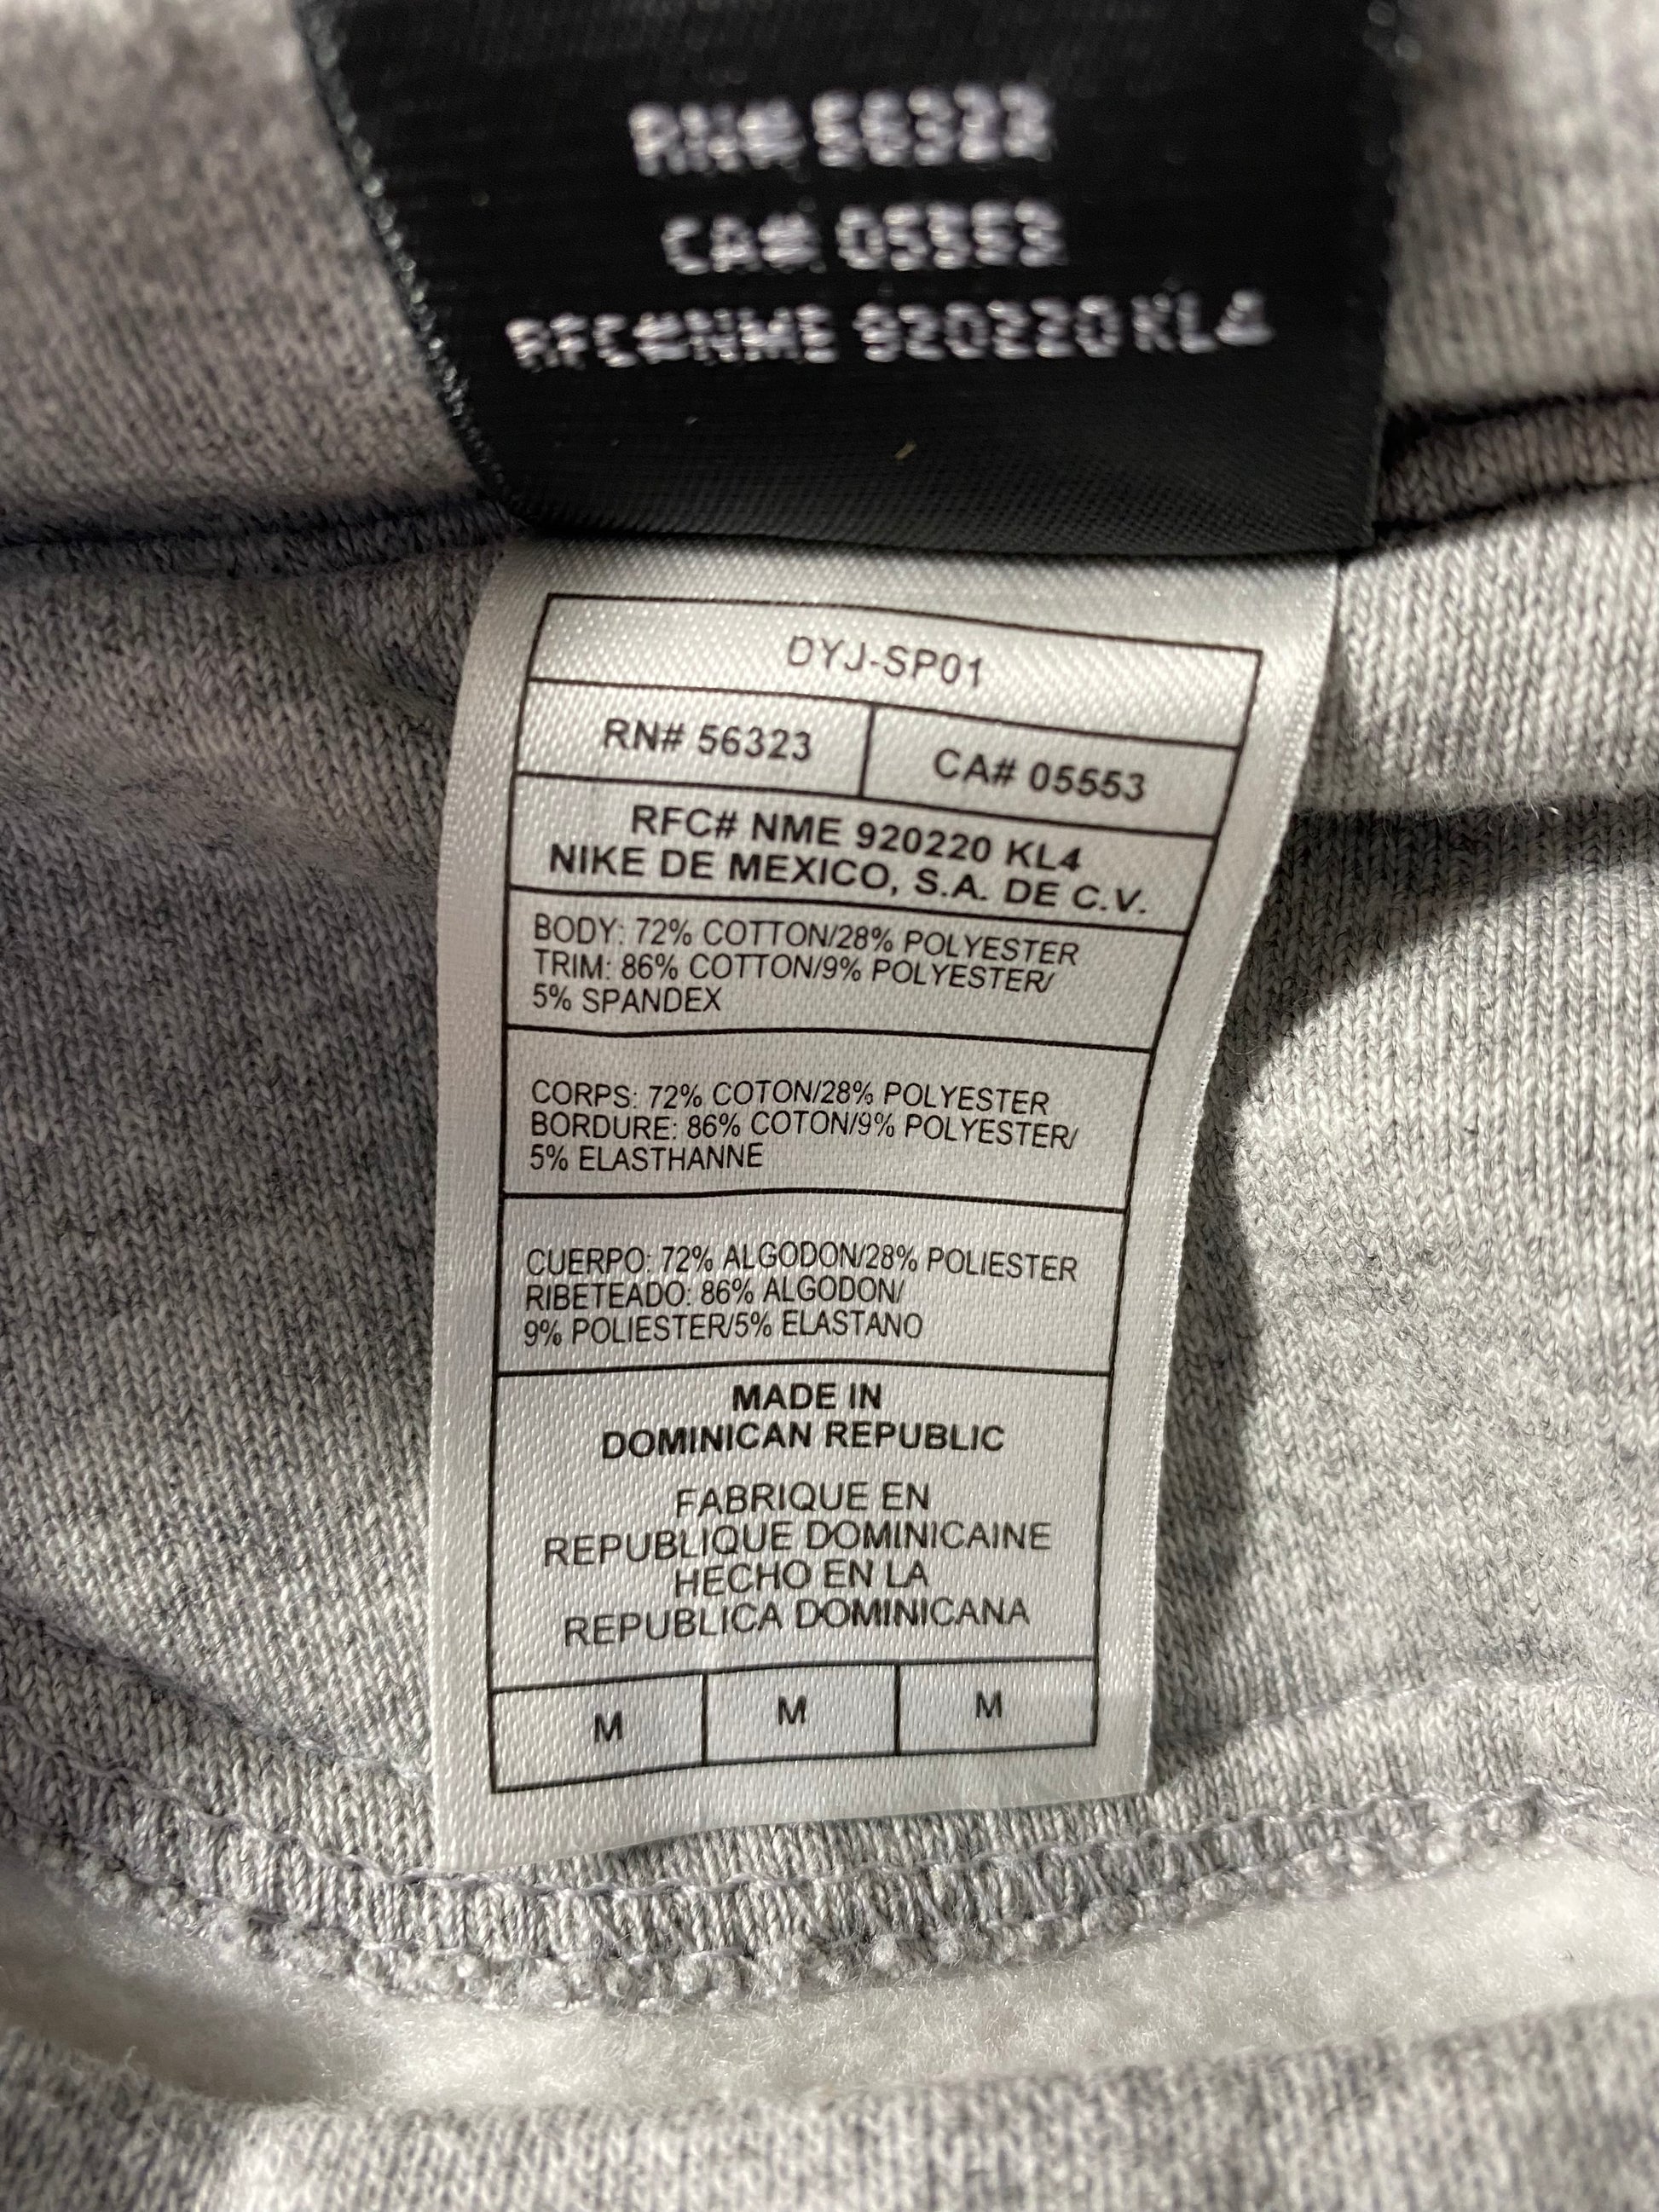 RN# 56323
CA# 05553
RFC#NME 920220 KL4
DYJ-SP01
RN# 56323
CA# 05553
RFC# NME 920220 KL4
NIKE DE MEXICO, S.A. DE C.V.
BODY: 72% COTTON/28% POLYESTER
TRIM: 86% COTTON/9% POLYESTER/
5% SPANDEX
CORPS: 72% COTON/28% POLYESTER
BORDURE: 86% COTON/9% POLYESTER/
5% ELASTHANNE
CUERPO: 72% ALGODON/28% POLIESTER
RIBETEADO: 86% ALGODON/
9% POLIESTER/5% ELASTANO
MADE IN
DOMINICAN REPUBLIC
FABRIQUE EN
REPUBLIQUE DOMINICAINE
HECHO EN LA
REPUBLICA DOMINICANA
M M M